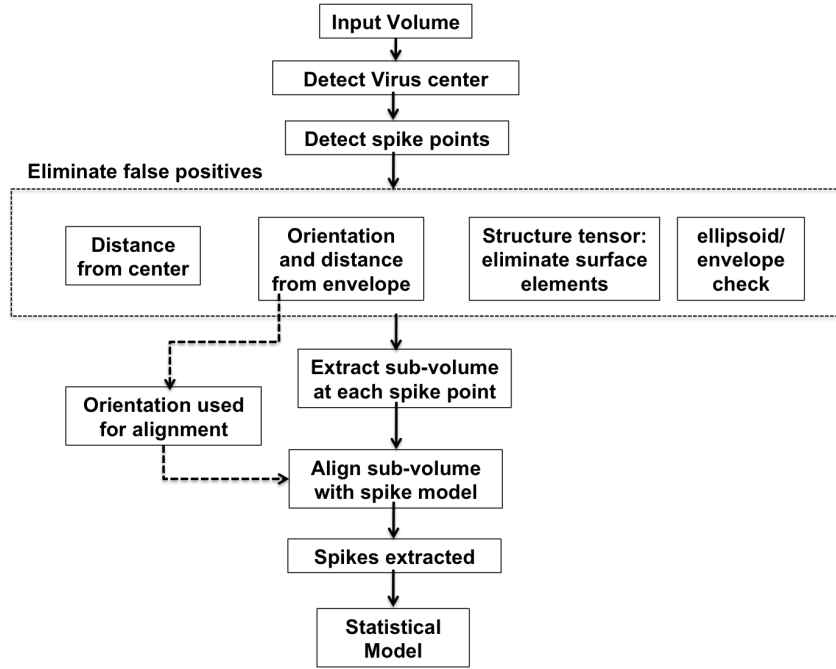 Input Volume
Detect Virus center
Detect spike points
Eliminate false positives
Distance
from center
Orientation
and distance
from envelope
Structure tensor:
eliminate surface
elements
ellipsoid/
envelope
check
Extract sub-volume
at each spike point
Orientation used
for alignment
Align sub-volume
with spike model
Spikes extracted
Statistical
Model